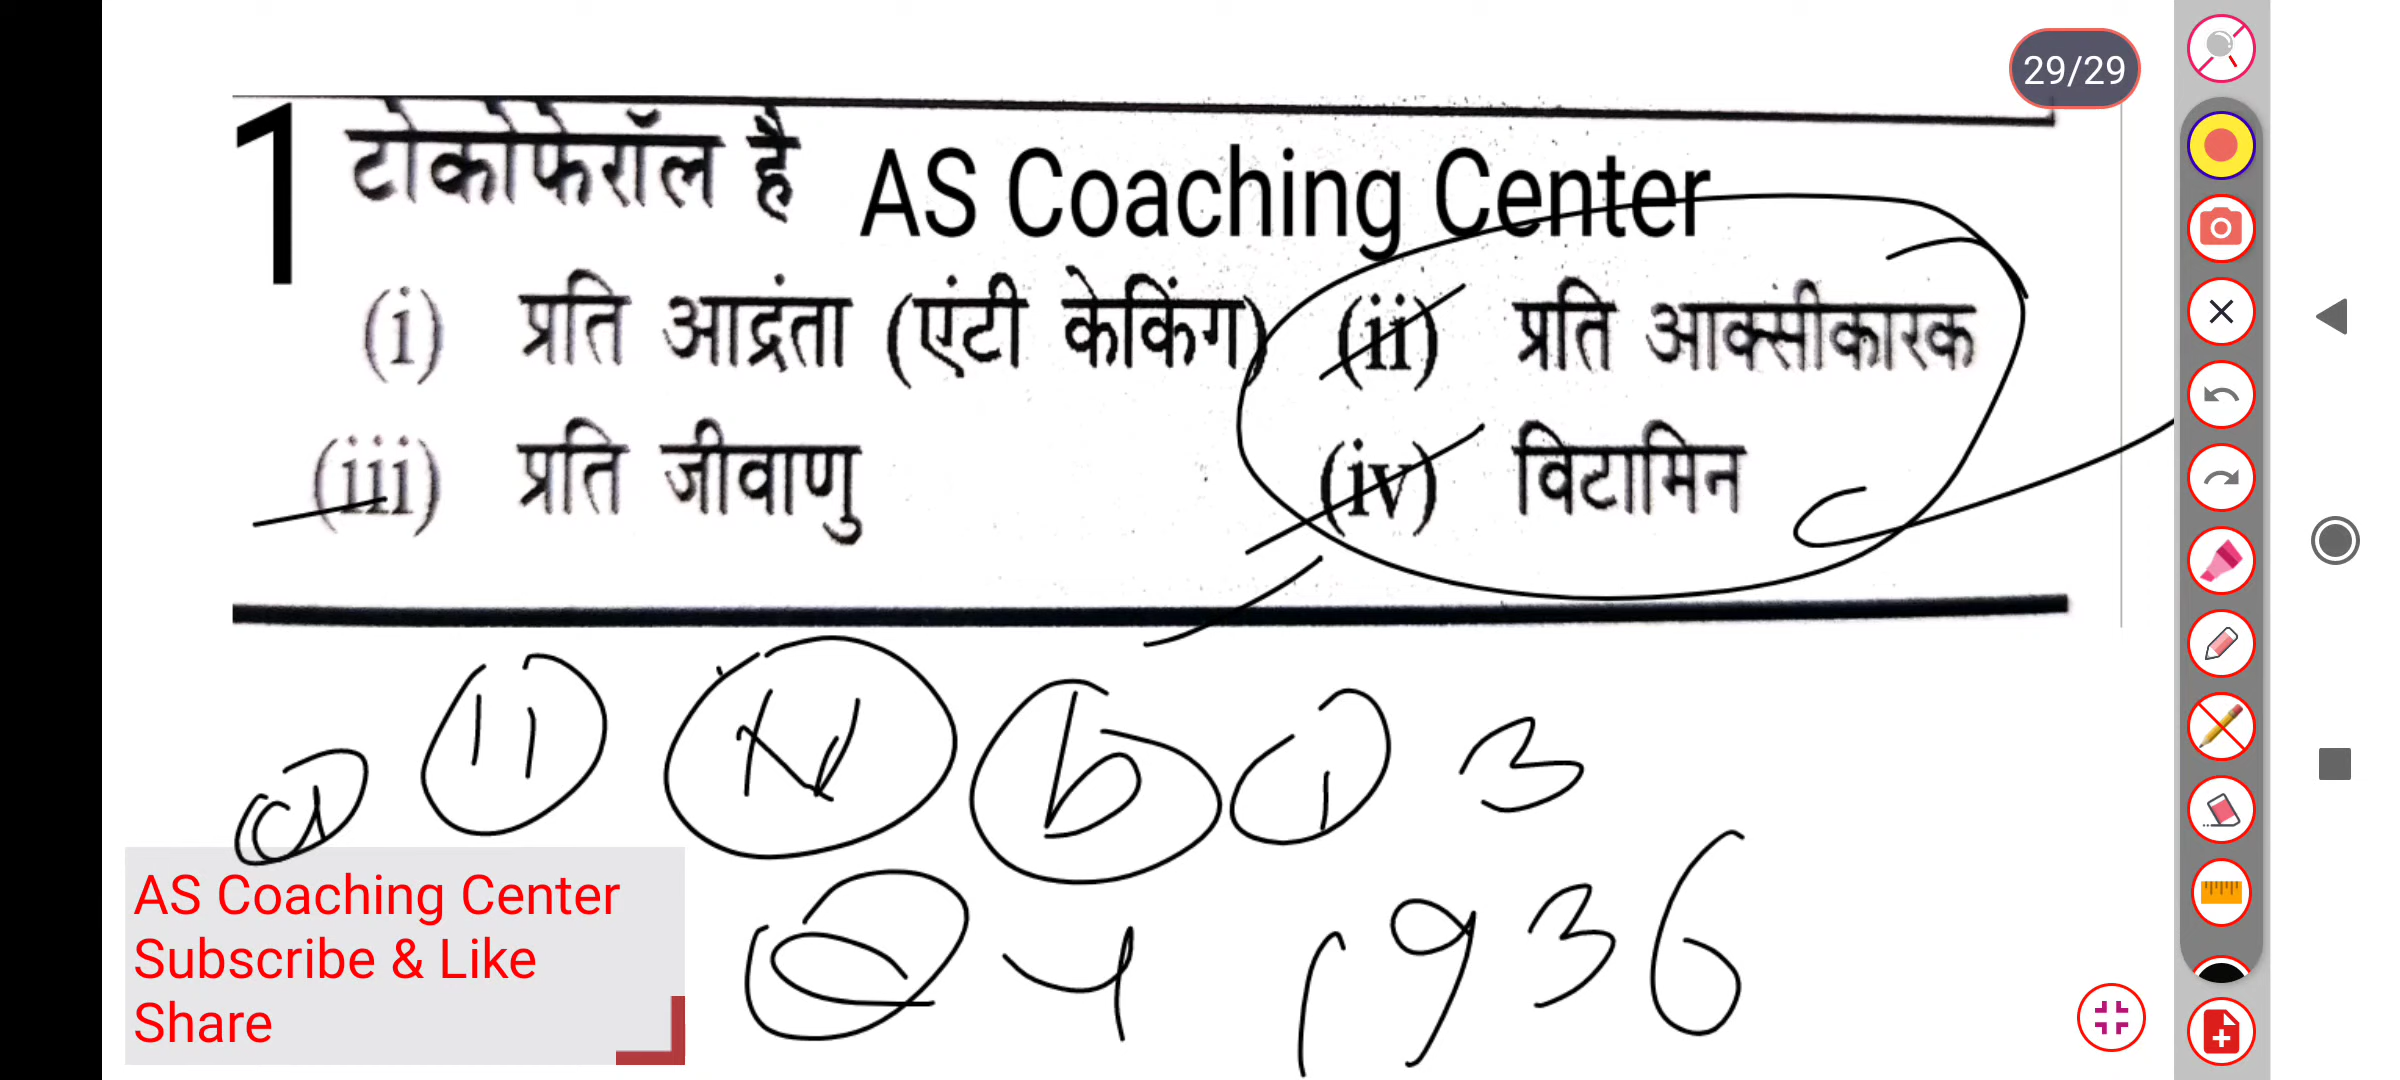 29/29
1 टोकोफेरॉल है AS Coaching Center
(i) प्रति आद्रंता (एंटी केकिंग) (ii) प्रति आक्सीकारक
(iii) प्रति जीवाणु (iv) विटामिन
a 11 b 1 3
1936
AS Coaching Center
Subscribe & Like
Share